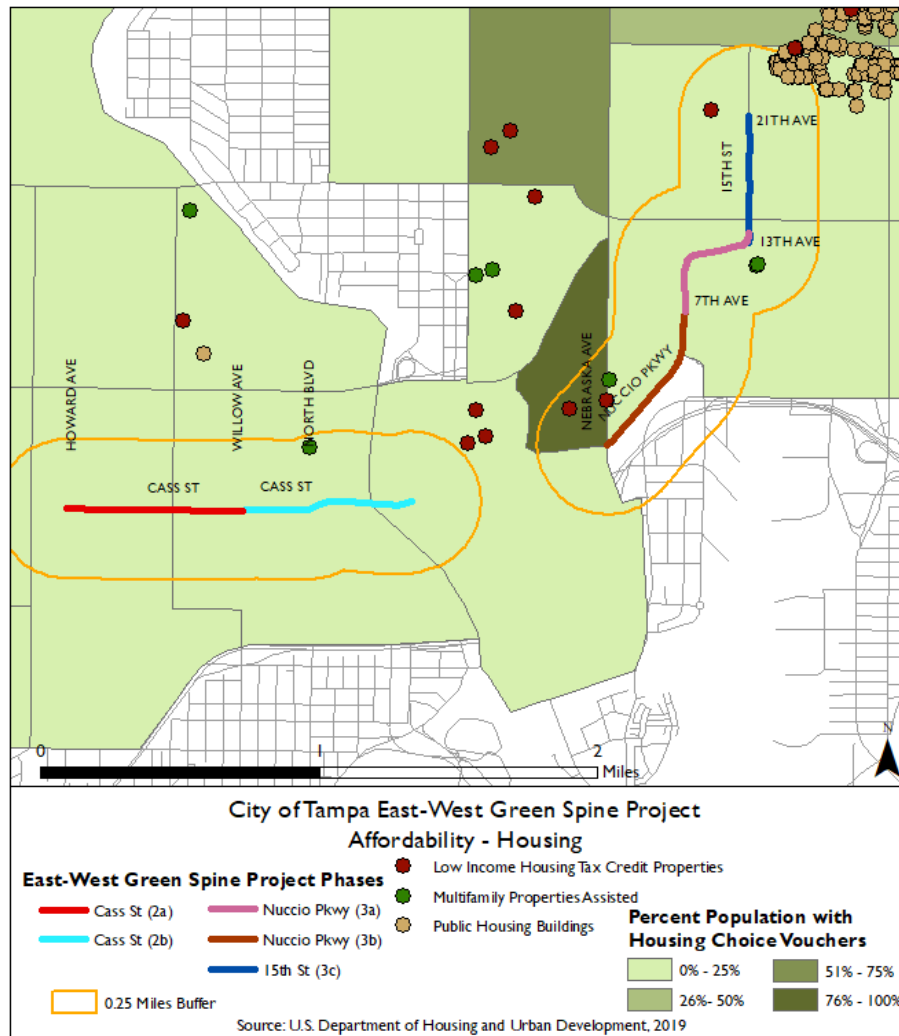 21TH AVE
15TH ST
13TH AVE
7TH AVE
NEBRASKA AVE
NUCCIO PKWY
HOWARD AVE
WILLOW AVE
NORTH BLVD
CASS ST
CASS ST
N
0 1 2
Miles
City of Tampa East-West Green Spine Project
Affordability - Housing
East-West Green Spine Project Phases
Cass St (2a)
Cass St (2b)
Nuccio Pkwy (3a)
Nuccio Pkwy (3b)
15th St (3c)
0.25 Miles Buffer
Low Income Housing Tax Credit Properties
Multifamily Properties Assisted
Public Housing Buildings
Percent Population with
Housing Choice Vouchers
0% - 25%
26%- 50%
51% - 75%
76% - 100%
Source: U.S. Department of Housing and Urban Development, 2019